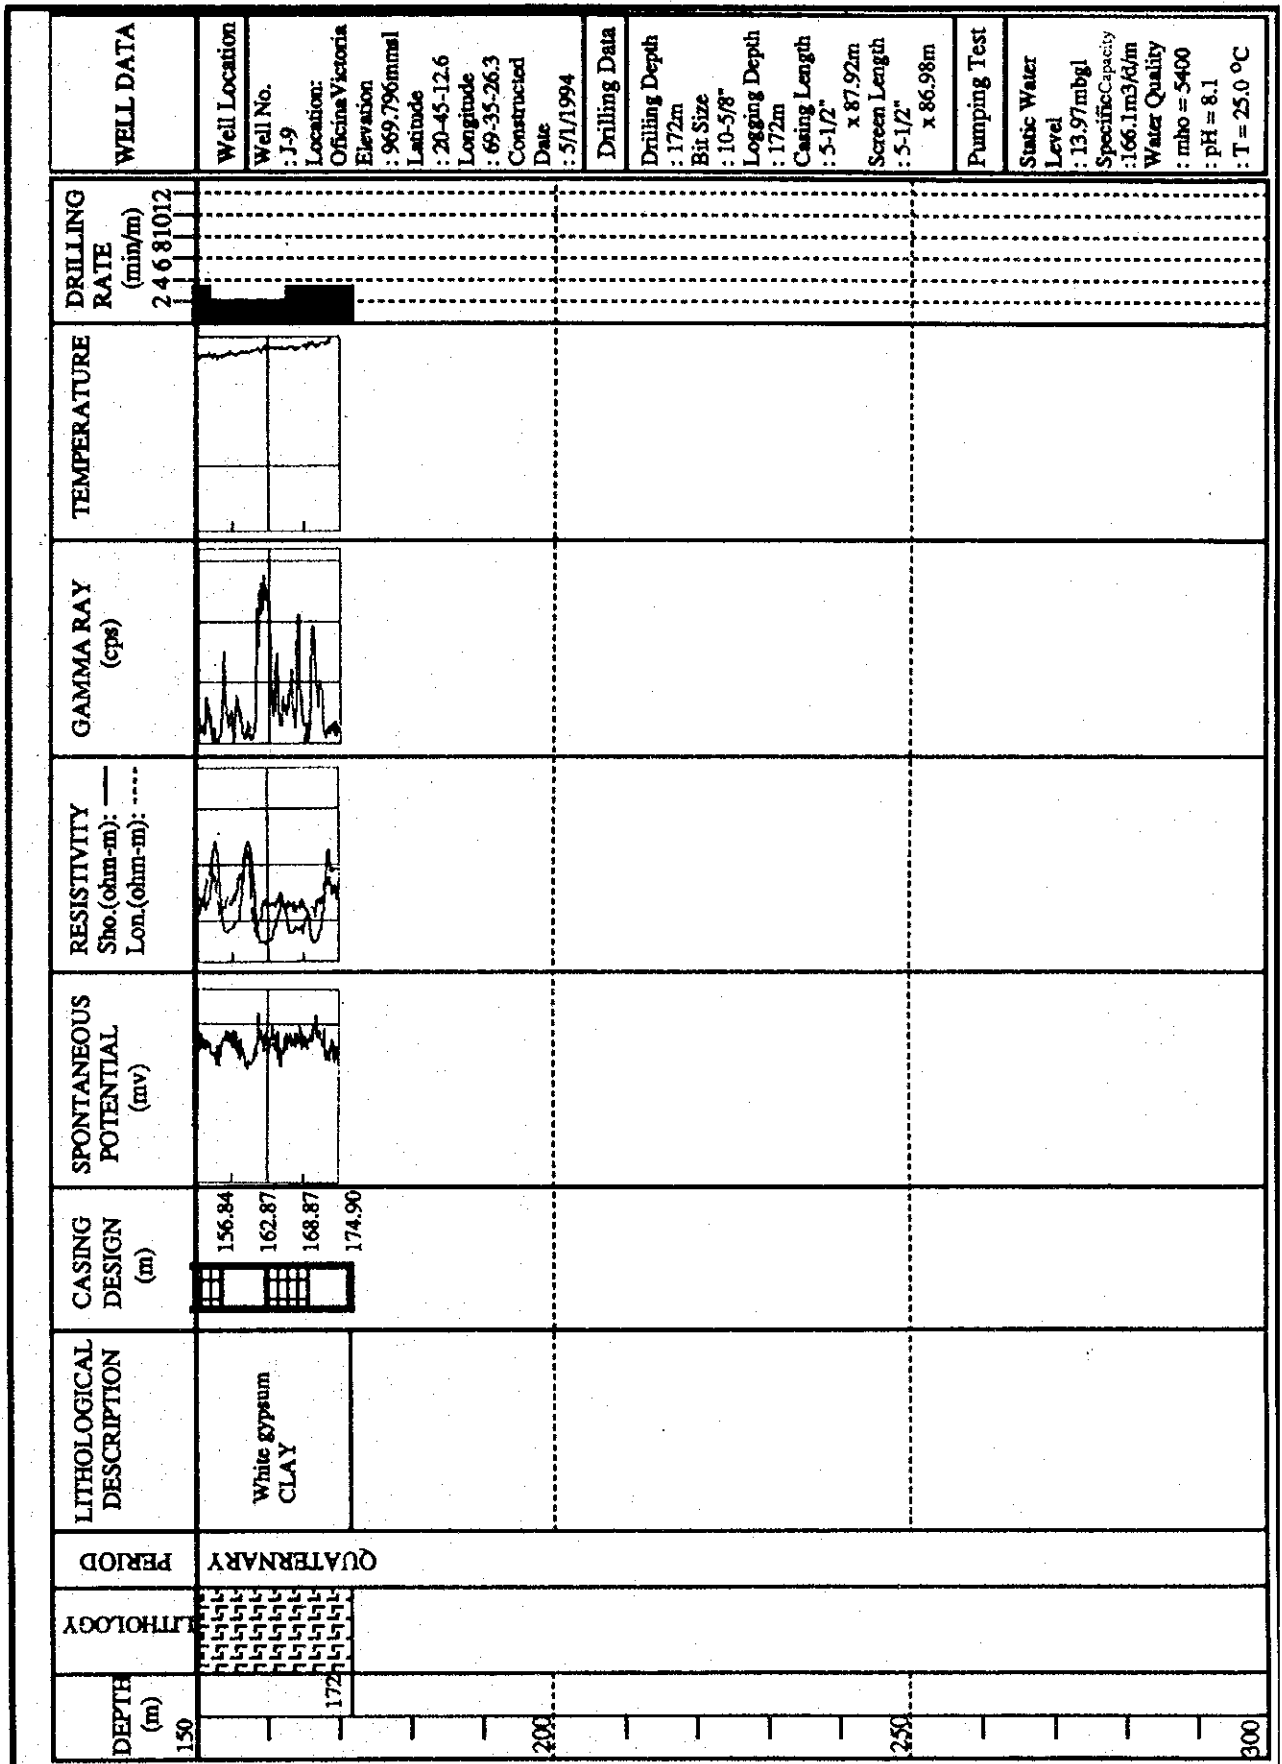 DEPTH
(m)
LITHOLOGY
PERIOD
LITHOLOGICAL
DESCRIPTION
CASING
DESIGN
(m)
SPONTANEOUS
POTENTIAL
(mv)
RESISTIVITY
Sho.(ohm-m): —
Lon.(ohm-m): ----
GAMMA RAY
(cps)
TEMPERATURE
DRILLING
RATE
(min/m)
2 4 6 8 10 12
WELL DATA
150
172
200
250
300
QUATERNARY
White gypsum
CLAY
156.84
162.87
168.87
174.90
Well Location
Well No.
: J-9
Location:
Oficina Victoria
Elevation
: 969.796mmsl
Latitude
: 20-45-12.6
Longitude
: 69-35-26.3
Constructed
Date
: 5/1/1994
Drilling Data
Drilling Depth
: 172m
Bit Size
: 10-5/8"
Logging Depth
: 172m
Casing Length
: 5-1/2"
x 87.92m
Screen Length
: 5-1/2"
x 86.98m
Pumping Test
Static Water
Level
: 13.97mbgl
Specific Capacity
: 166.1m3/d/m
Water Quality
: mho = 5400
: pH = 8.1
: T = 25.0 °C